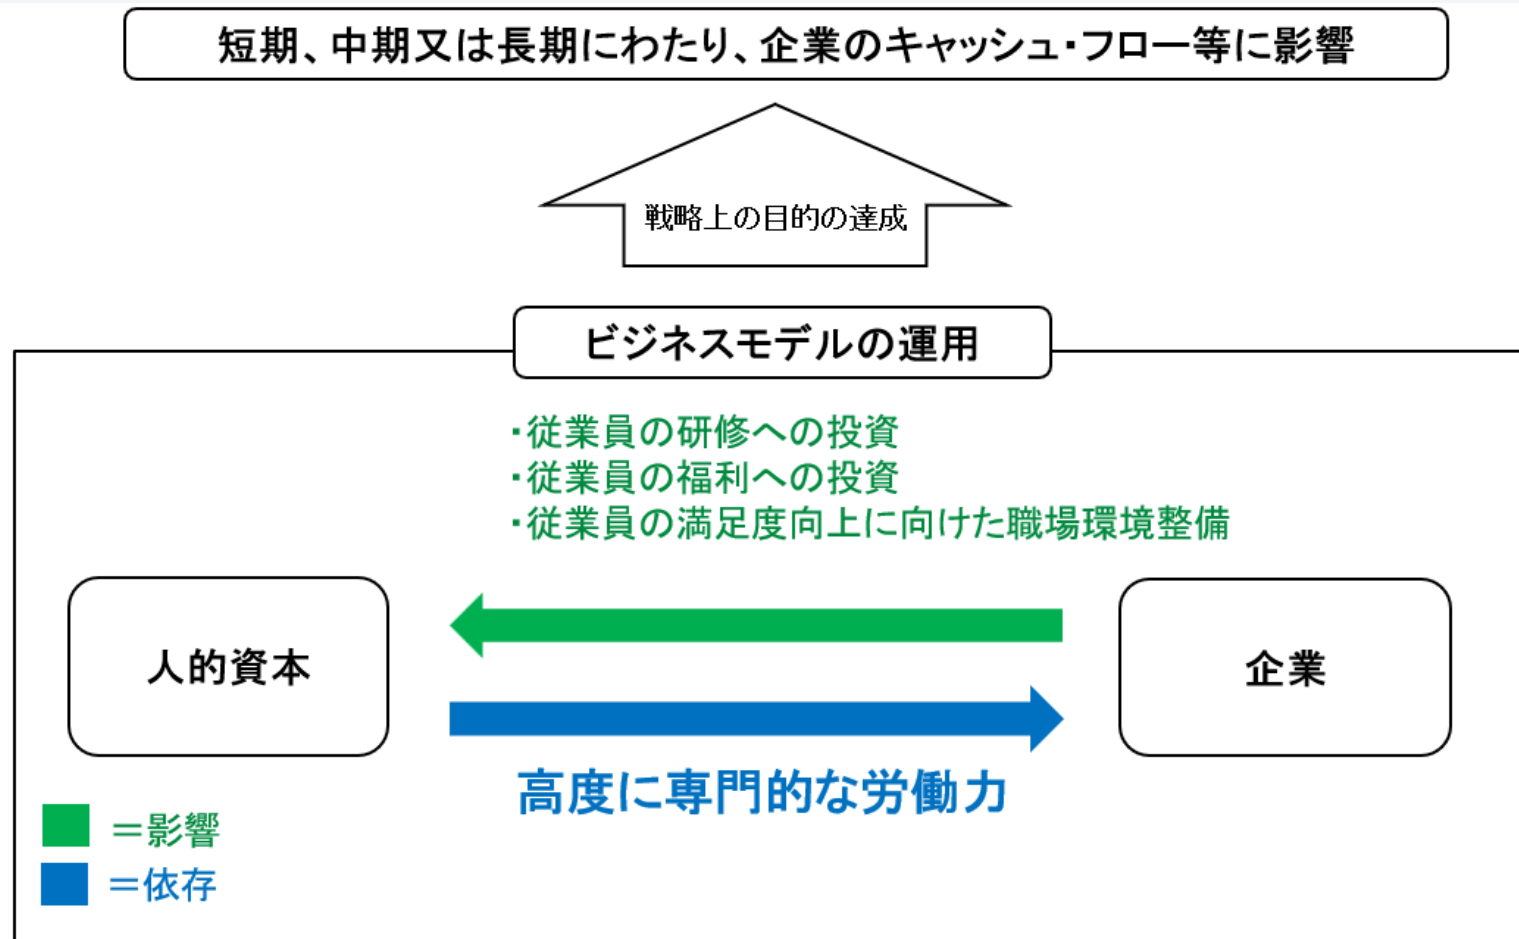 短期、中期又は長期にわたり、企業のキャッシュ・フロー等に影響
戦略上の目的の達成
ビジネスモデルの運用
・従業員の研修への投資
・従業員の福利への投資
・従業員の満足度向上に向けた職場環境整備
人的資本
企業
高度に専門的な労働力
＝影響
＝依存